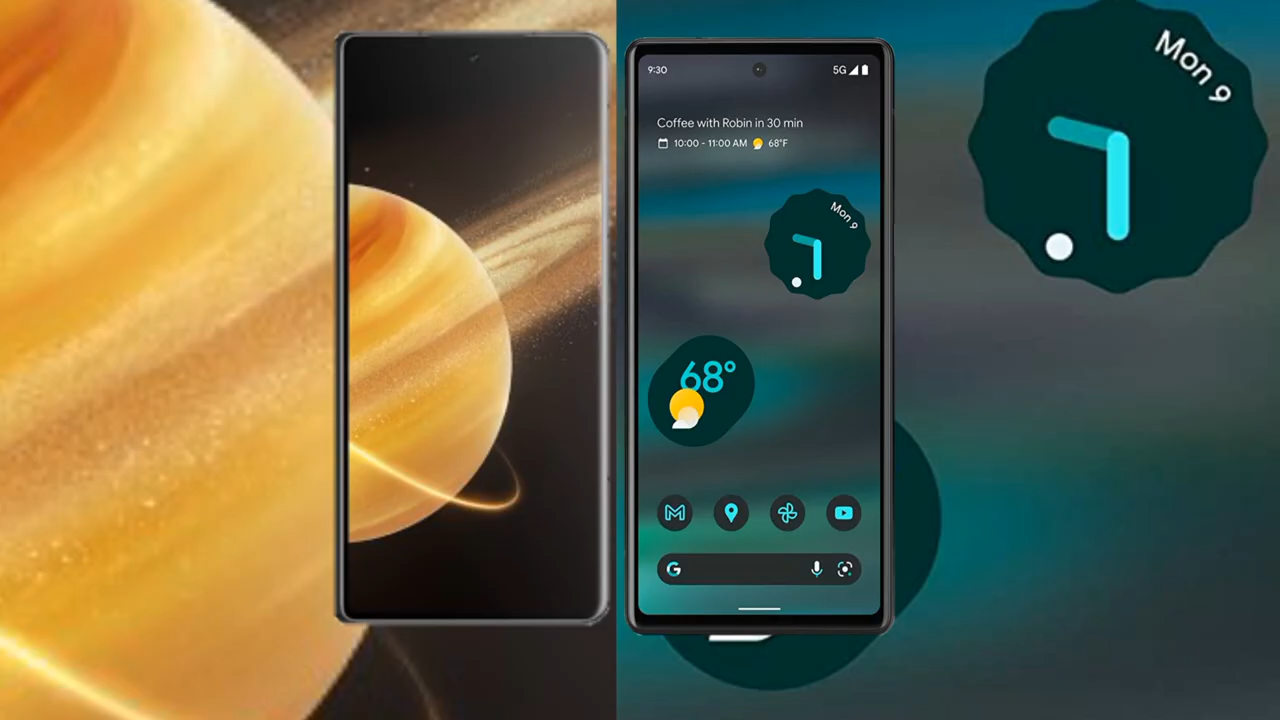 9:30
5G
Coffee with Robin in 30 min
10:00 - 11:00 AM 68°F
Mon 9
68°
G
Mon 9